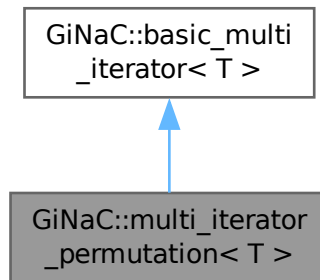 GiNaC::basic_multi
_iterator< T >
GiNaC::multi_iterator
_permutation< T >